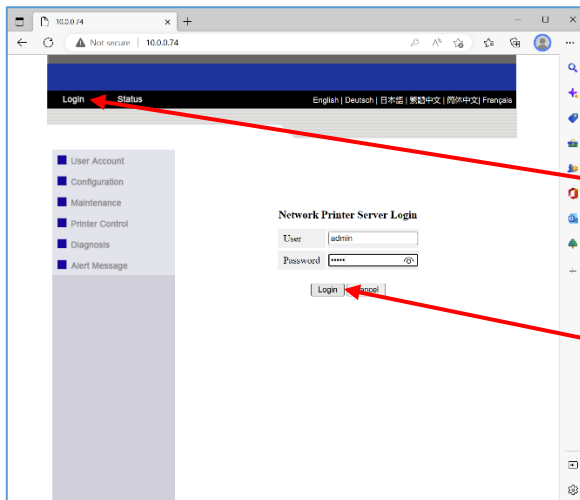 10.0.0.74
Not secure | 10.0.0.74
Login Status
English | Deutsch | 日本語 | 繁體中文 | 简体中文 | Français
User Account
Configuration
Maintenance
Printer Control
Diagnosis
Alert Message
Network Printer Server Login
User admin
Password •••••
Login Cancel